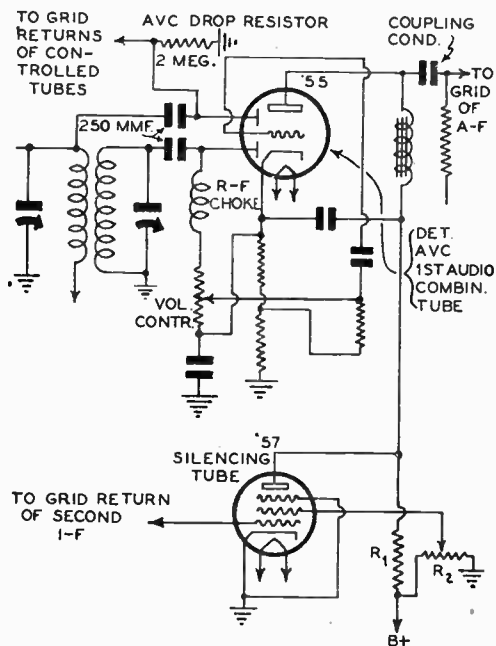 TO GRID
RETURNS
OF CON-
TROLLED
TUBES
AVC DROP RESISTOR
2 MEG.
COUPLING
COND.
'55
TO
GRID
OF
A-F
250 MMF.
R-F
CHOKE
DET.
AVC
1ST AUDIO
COMBIN.
TUBE
VOL.
CONTR.
'57
SILENCING
TUBE
TO GRID RETURN
OF SECOND
I-F
R1
R2
B+